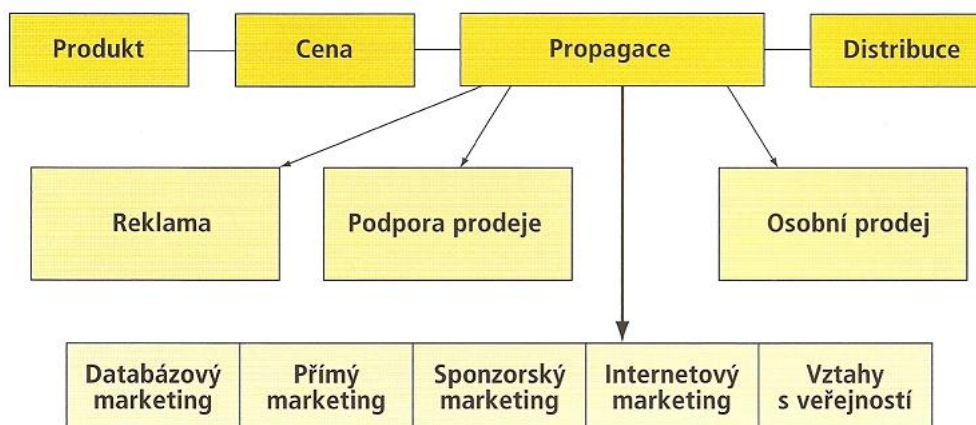 Produkt
Cena
Propagace
Distribuce
Reklama
Podpora prodeje
Osobní prodej
Databázový
marketing
Přímý
marketing
Sponzorský
marketing
Internetový
marketing
Vztahy
s veřejností